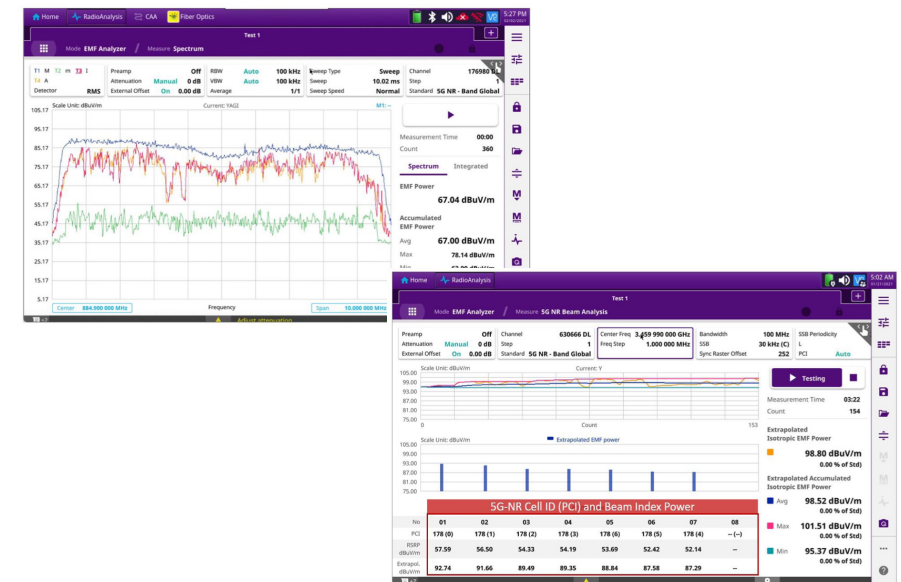 Home RadioAnalysis CAA Fiber Optics 5:27 PM
Test 1
Mode EMF Analyzer / Measure Spectrum
T1 M T2 m T3 I Preamp Off RBW Auto 100 kHz Sweep Type Sweep Channel 176980 DL
T4 A Attenuation Manual 0 dB VBW Auto 100 kHz Sweep 10.02 ms Step 1
Detector RMS External Offset On 0.00 dB Average 1/1 Sweep Speed Normal Standard 5G NR - Band Global
Scale Unit: dBuV/m Current: YAGI M1: --
105.17
95.17
85.17
75.17
65.17
55.17
45.17
35.17
25.17
15.17
5.17
Center 884.900 000 MHz Frequency Span 10.000 000 MHz
Adjust attenuation
Measurement Time 00:00
Count 360
Spectrum Integrated
EMF Power
67.04 dBuV/m
Accumulated
EMF Power
Avg 67.00 dBuV/m
Max 78.14 dBuV/m
Home RadioAnalysis 5:02 AM
Test 1
Mode EMF Analyzer / Measure 5G NR Beam Analysis
Preamp Off Channel 630666 DL Center Freq 3.459 990 000 GHz Bandwidth 100 MHz SSB Periodicity
Attenuation Manual 0 dB Step 1 Freq Step 1.000 000 MHz SSB 30 kHz (C) L
External Offset On 0.00 dB Standard 5G NR - Band Global Sync Raster Offset 252 PCI Auto
Scale Unit: dBuV/m Current: Y
105.00
99.00
93.00
87.00
81.00
75.00
0 Count 153
Scale Unit: dBuV/m Extrapolated EMF power
105.00
99.00
93.00
87.00
81.00
75.00
5G-NR Cell ID (PCI) and Beam Index Power
No 01 02 03 04 05 06 07 08
PCI 178 (0) 178 (1) 178 (2) 178 (3) 178 (6) 178 (5) 178 (4) -- (--)
RSRP
dBuV/m 57.59 56.50 54.33 54.19 53.69 52.42 52.14 --
Extrapol.
dBuV/m 92.74 91.66 89.49 89.35 88.84 87.58 87.29 --
Testing
Measurement Time 03:22
Count 154
Extrapolated
Isotropic EMF Power
98.80 dBuV/m
0.00 % of Std)
Extrapolated Accumulated
Isotropic EMF Power
Avg 98.52 dBuV/m
0.00 % of Std)
Max 101.51 dBuV/m
0.00 % of Std)
Min 95.37 dBuV/m
0.00 % of Std)